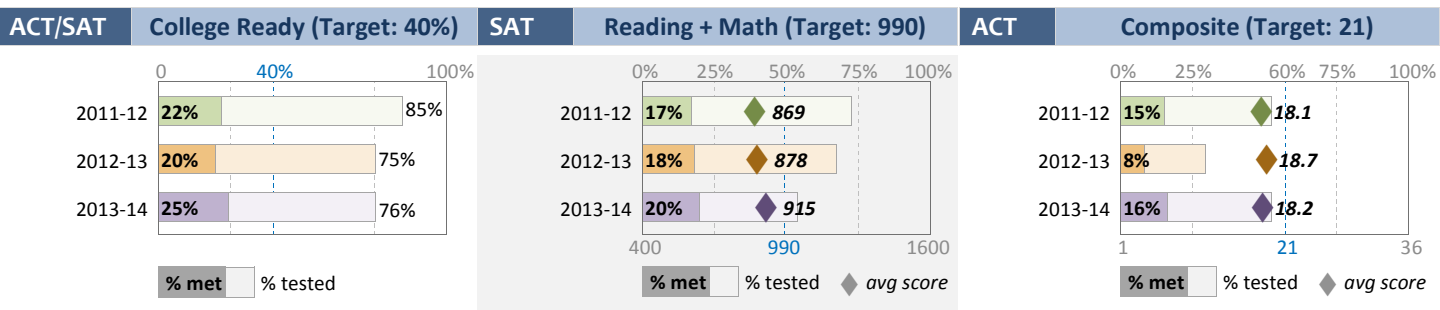 ACT/SAT College Ready (Target: 40%)
0 40% 100%
2011-12 22% 85%
2012-13 20% 75%
2013-14 25% 76%
% met % tested
SAT Reading + Math (Target: 990)
0% 25% 50% 75% 100%
2011-12 17% 869
2012-13 18% 878
2013-14 20% 915
400 990 1600
% met % tested avg score
ACT Composite (Target: 21)
0% 25% 60% 75% 100%
2011-12 15% 18.1
2012-13 8% 18.7
2013-14 16% 18.2
1 21 36
% met % tested avg score